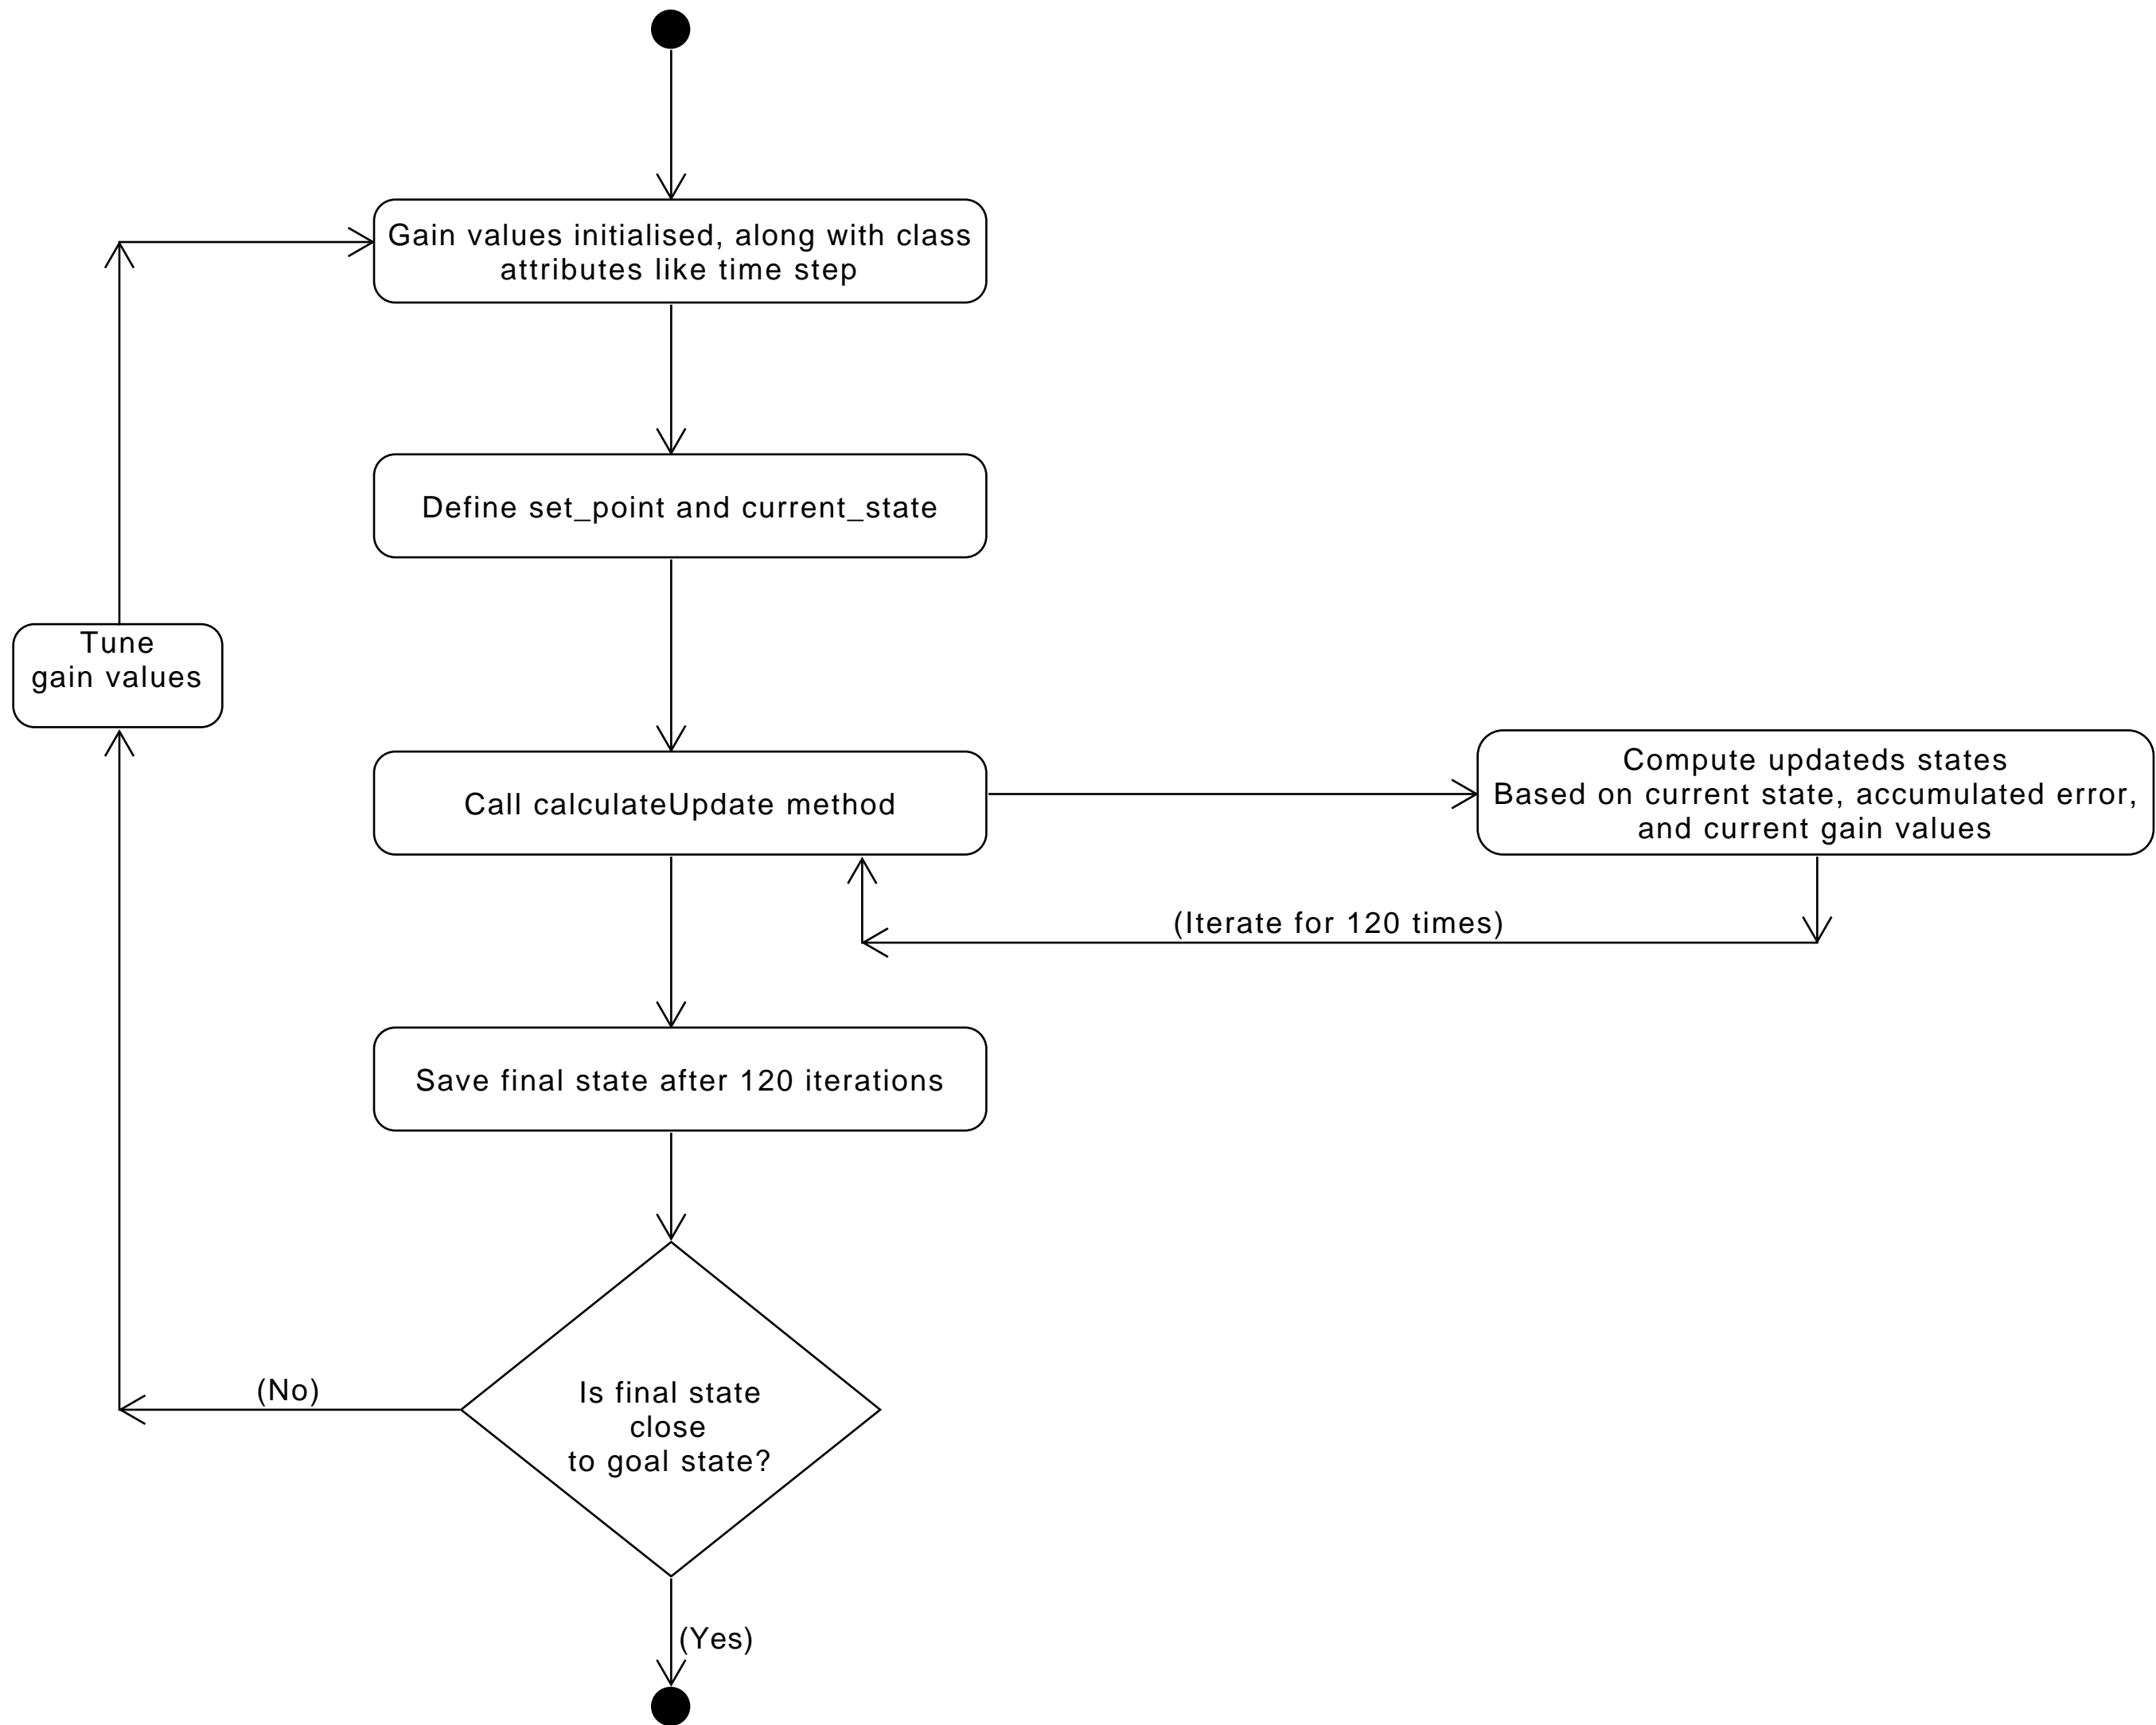 Gain values initialised, along with class
attributes like time step
Define set_point and current_state
Tune
gain values
Call calculateUpdate method
Compute updateds states
Based on current state, accumulated error,
and current gain values
(Iterate for 120 times)
Save final state after 120 iterations
(No)
Is final state
close
to goal state?
(Yes)